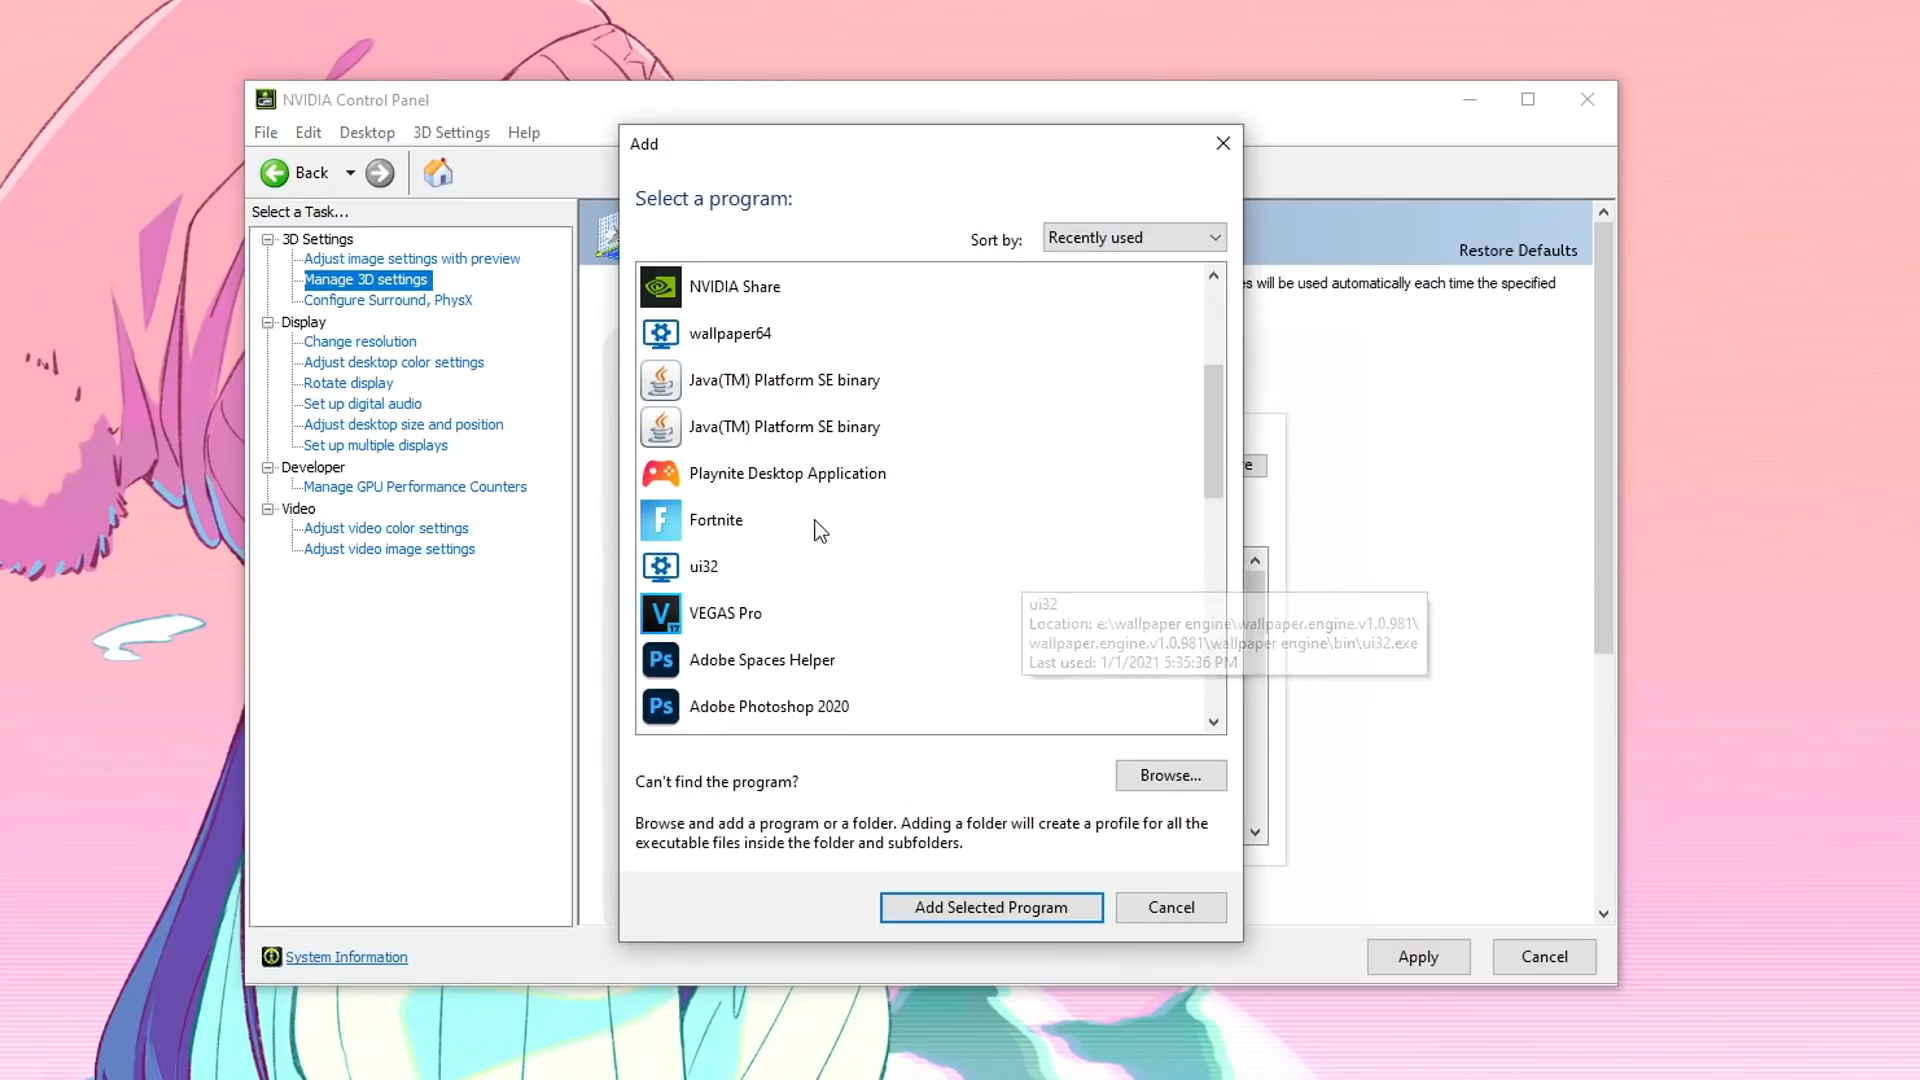 NVIDIA Control Panel
File Edit Desktop 3D Settings Help
Back
Select a Task...
3D Settings
Adjust image settings with preview
Manage 3D settings
Configure Surround, PhysX
Display
Change resolution
Adjust desktop color settings
Rotate display
Set up digital audio
Adjust desktop size and position
Set up multiple displays
Developer
Manage GPU Performance Counters
Video
Adjust video color settings
Adjust video image settings
System Information
Add
Select a program:
Sort by: Recently used
NVIDIA Share
wallpaper64
Java(TM) Platform SE binary
Java(TM) Platform SE binary
Playnite Desktop Application
F Fortnite
ui32
V 17 VEGAS Pro
Ps Adobe Spaces Helper
Ps Adobe Photoshop 2020
Can't find the program?
Browse...
Browse and add a program or a folder. Adding a folder will create a profile for all the
executable files inside the folder and subfolders.
Add Selected Program Cancel
Restore Defaults
s will be used automatically each time the specified
e
ui32
Location: e:\wallpaper engine\wallpaper.engine.v1.0.981\
wallpaper.engine.v1.0.981\wallpaper engine\bin\ui32.exe
Last used: 1/1/2021 5:35:36 PM
Apply Cancel